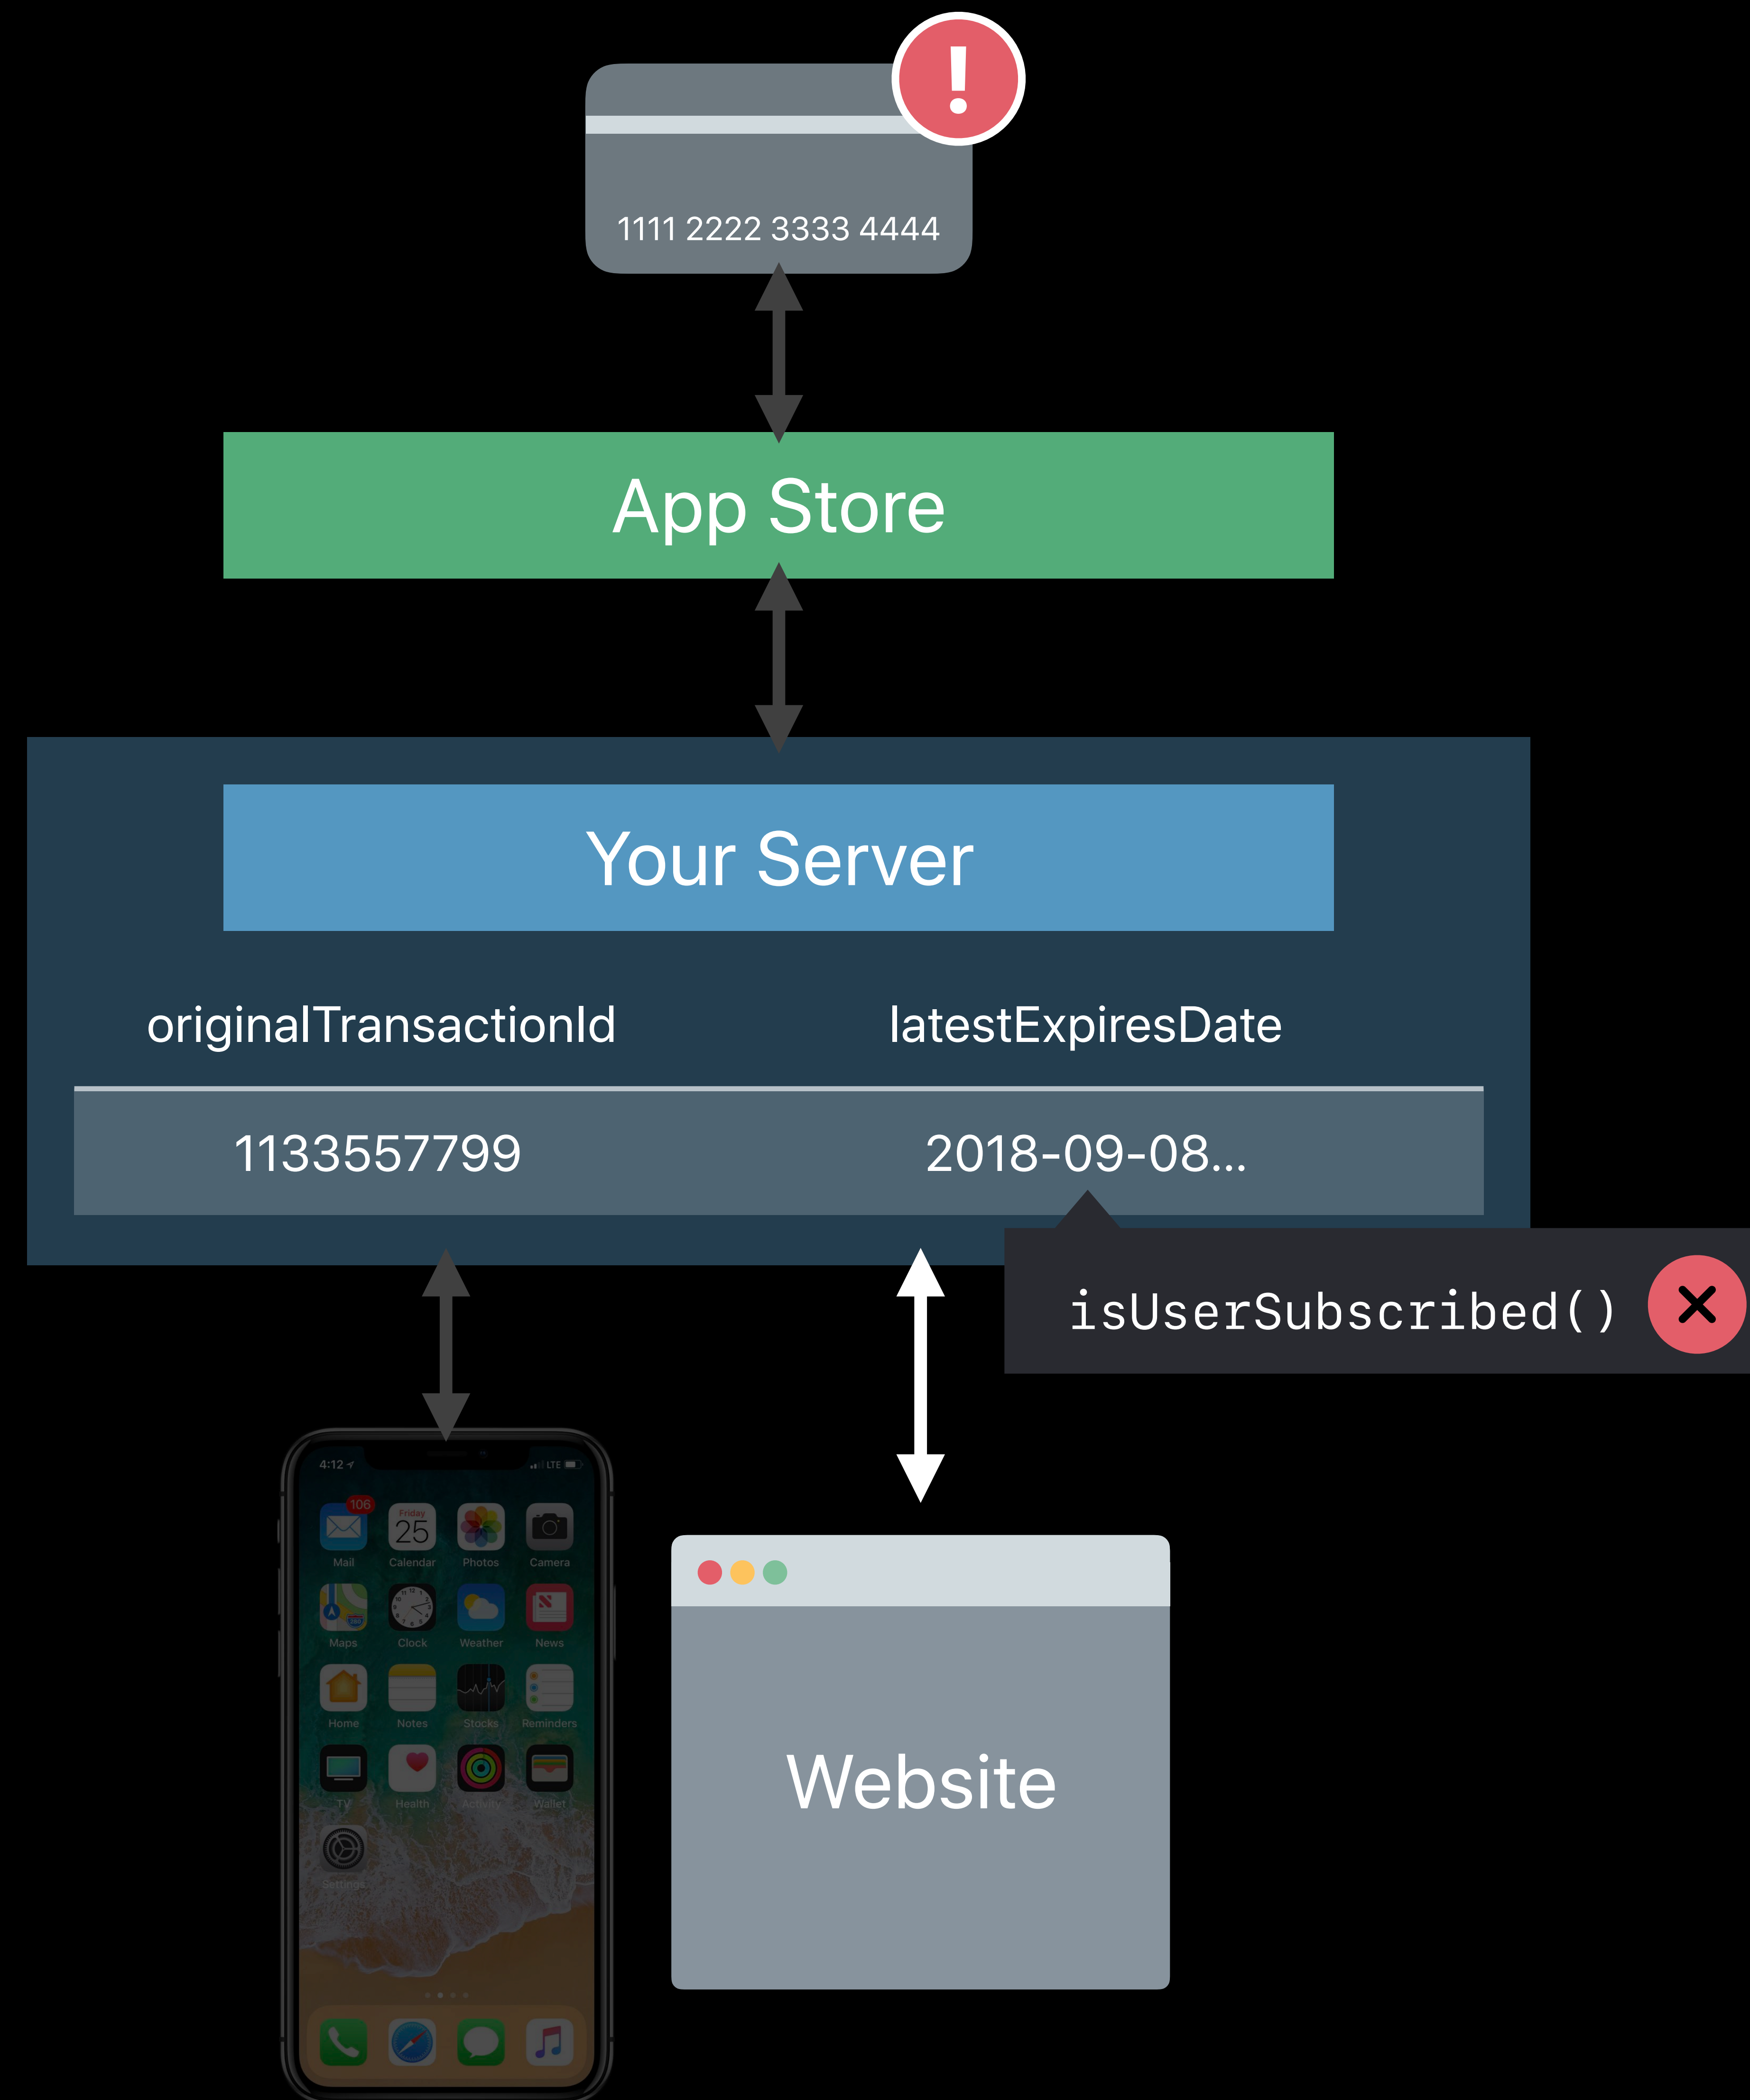 !
1111 2222 3333 4444
App Store
Your Server
originalTransactionId latestExpiresDate
1133557799 2018-09-08...
isUserSubscribed()
4:12 LTE
106
Friday
25
Mail Calendar Photos Camera
Maps Clock Weather News
Home Notes Stocks Reminders
TV Health Activity Wallet
Settings
Website